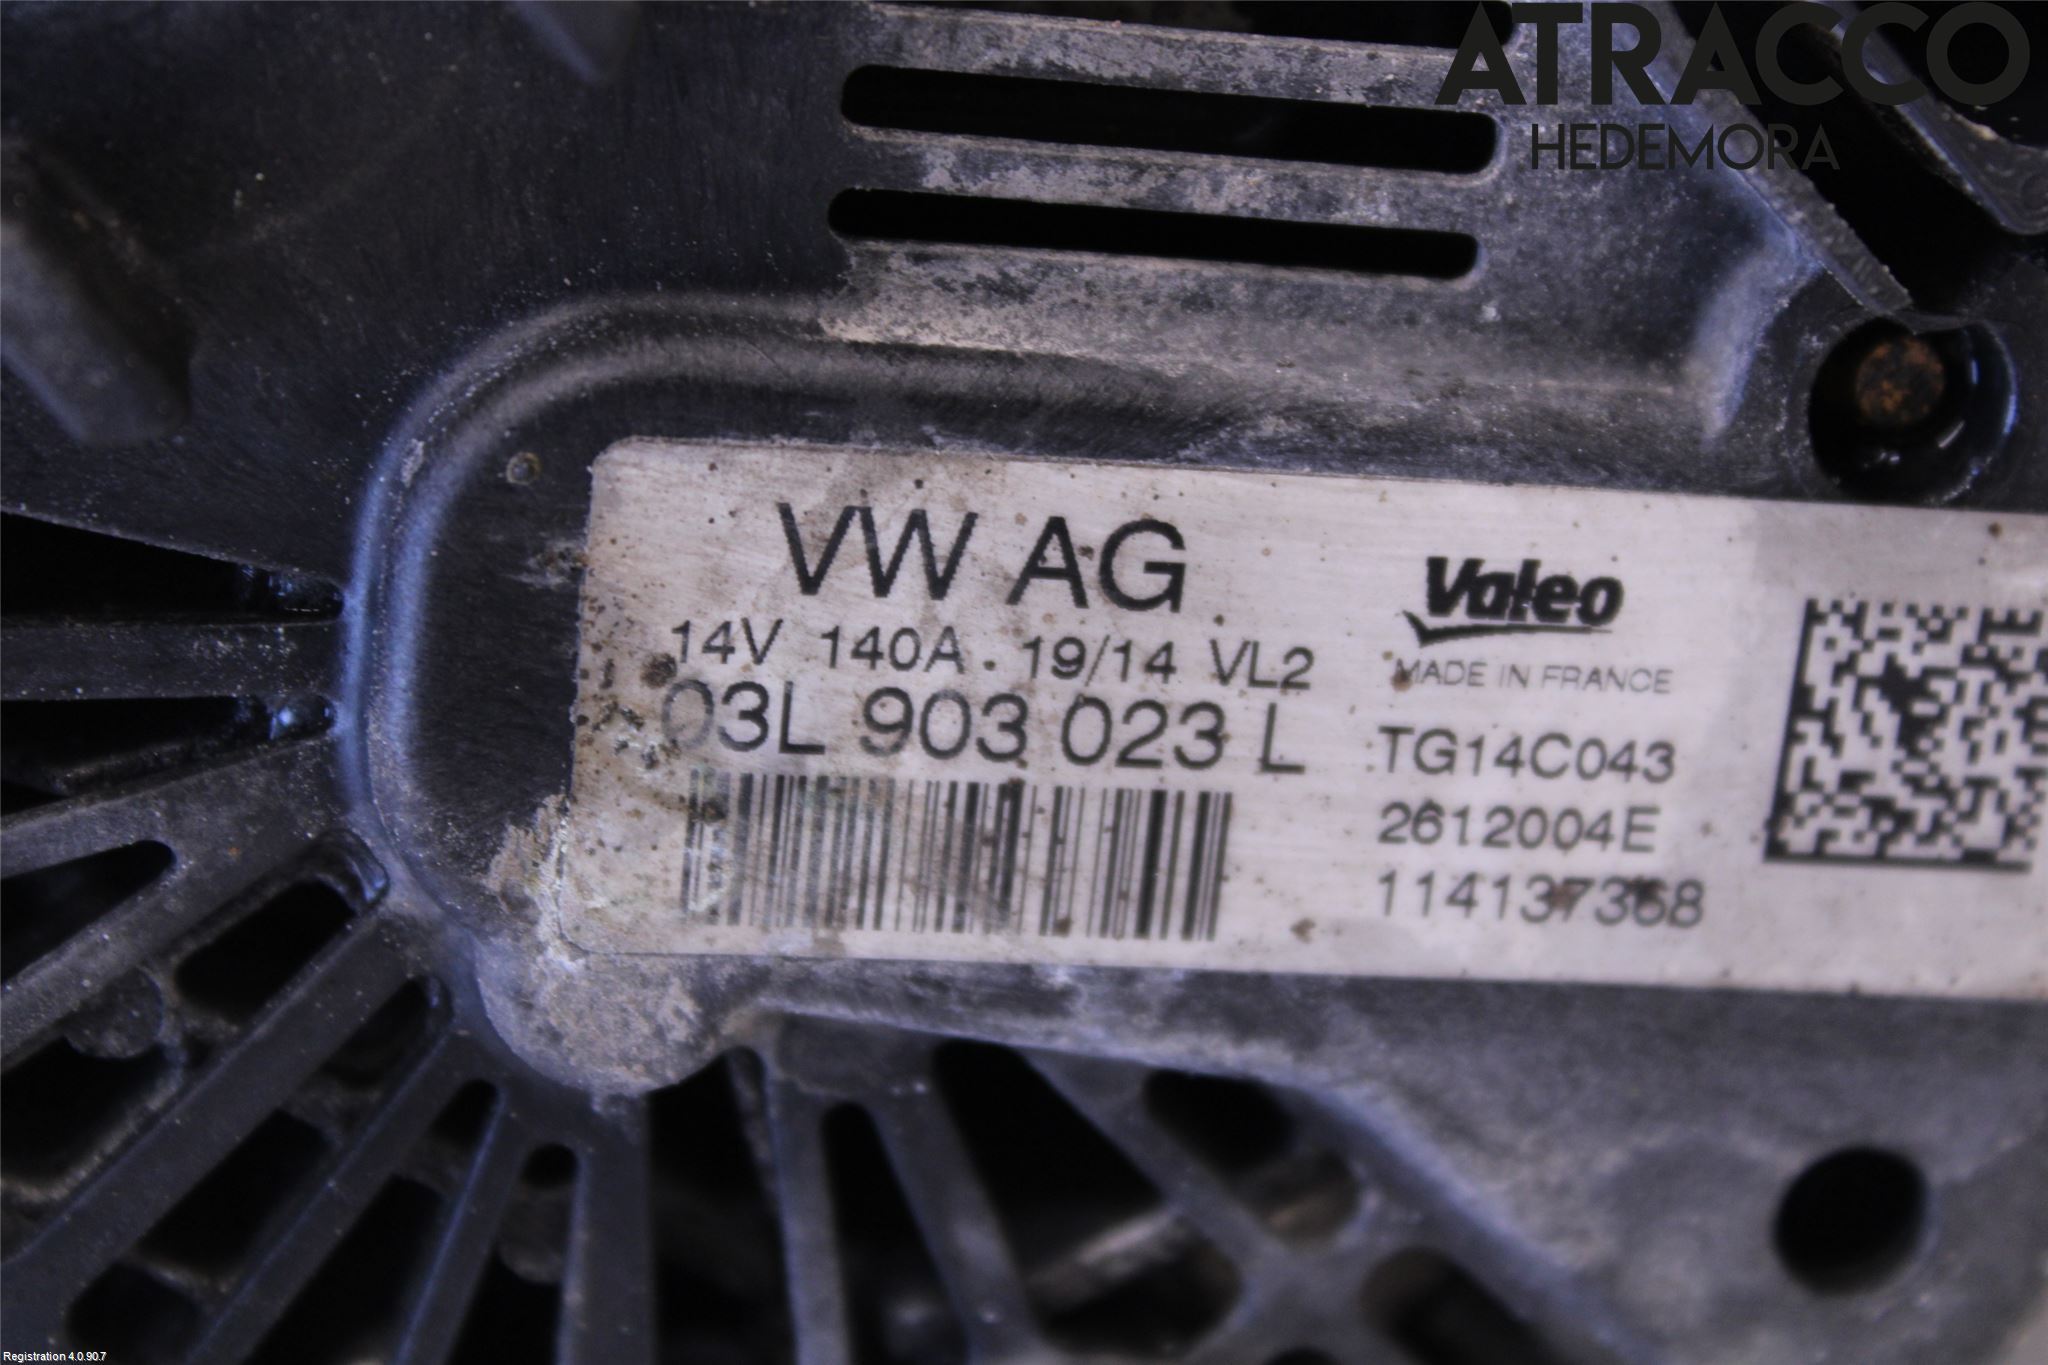 ATRACCO
HEDEMORA
VW AG
14V 140A . 19/14 VL2
03L 903 023 L
Valeo
MADE IN FRANCE
TG14C043
2612004E
114137368
Registration 4.0.90.7